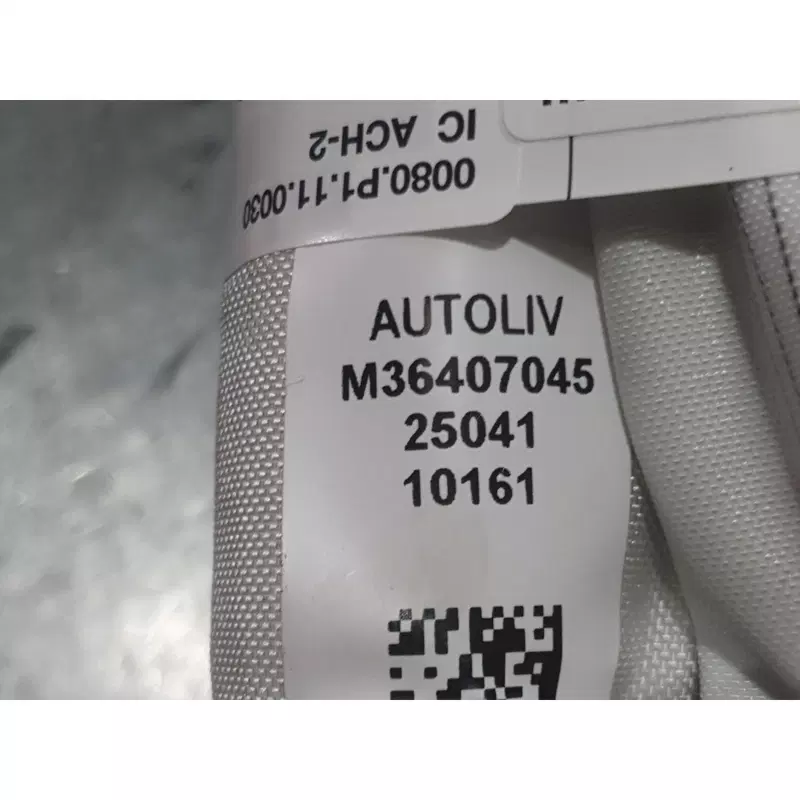 0080.P1.11.0030
IC ACH-2
AUTOLIV
M36407045
25041
10161